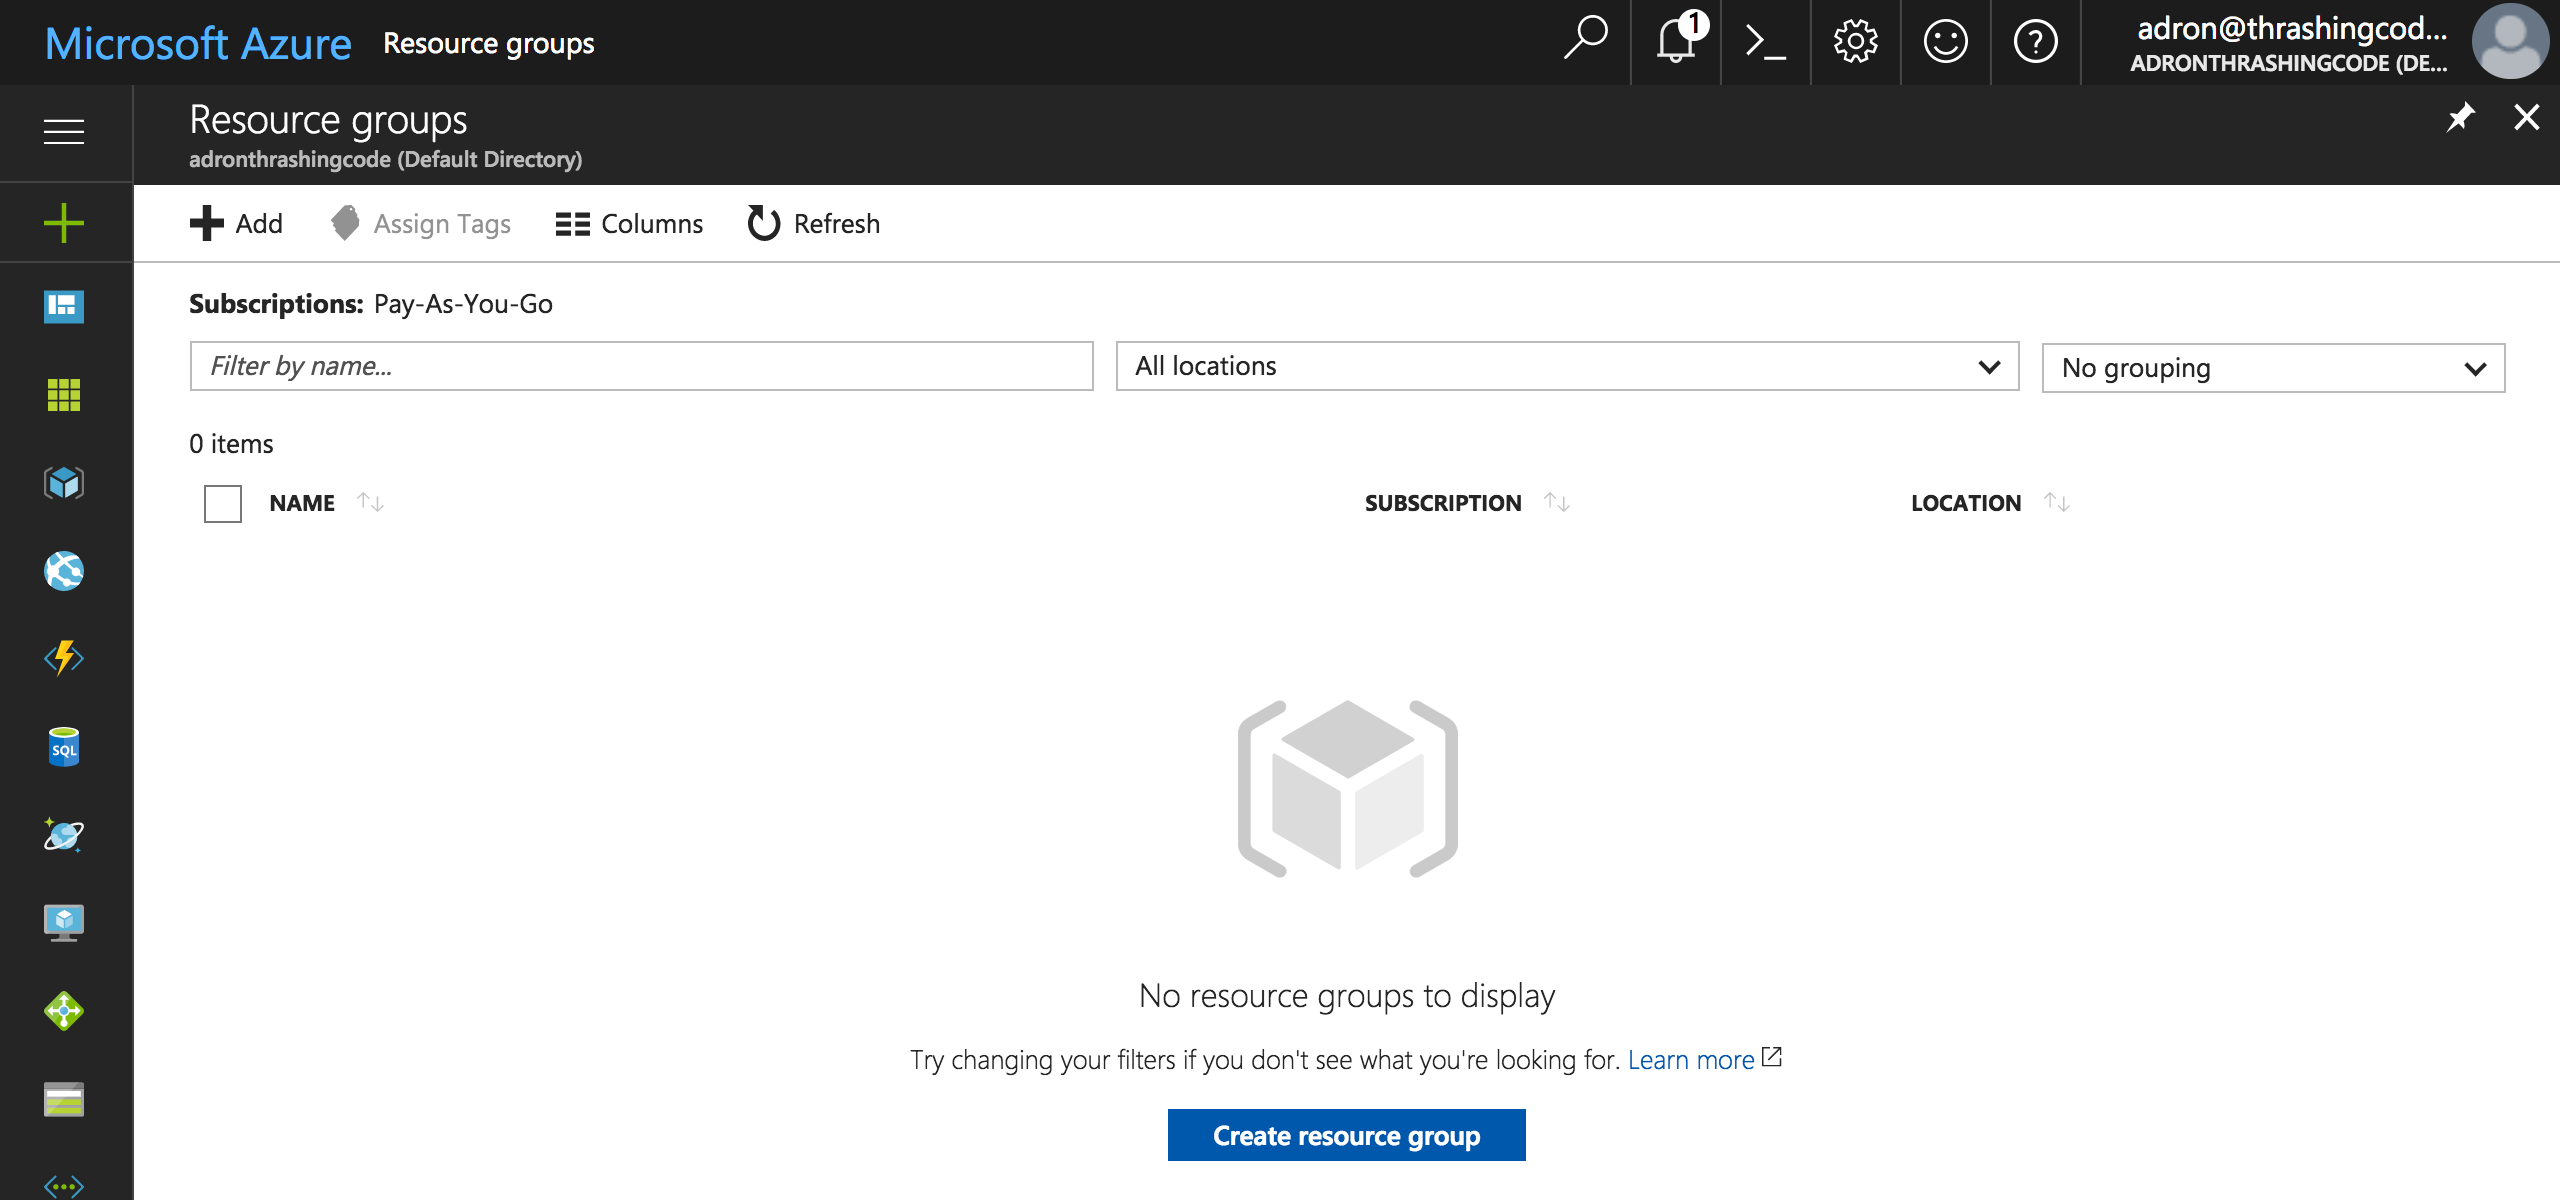 Microsoft Azure Resource groups
1
adron@thrashingcod...
ADRONTHRASHINGCODE (DE...
Resource groups
adronthrashingcode (Default Directory)
Add Assign Tags Columns Refresh
Subscriptions: Pay-As-You-Go
Filter by name... All locations No grouping
0 items
NAME SUBSCRIPTION LOCATION
SQL
No resource groups to display
Try changing your filters if you don't see what you're looking for. Learn more
Create resource group